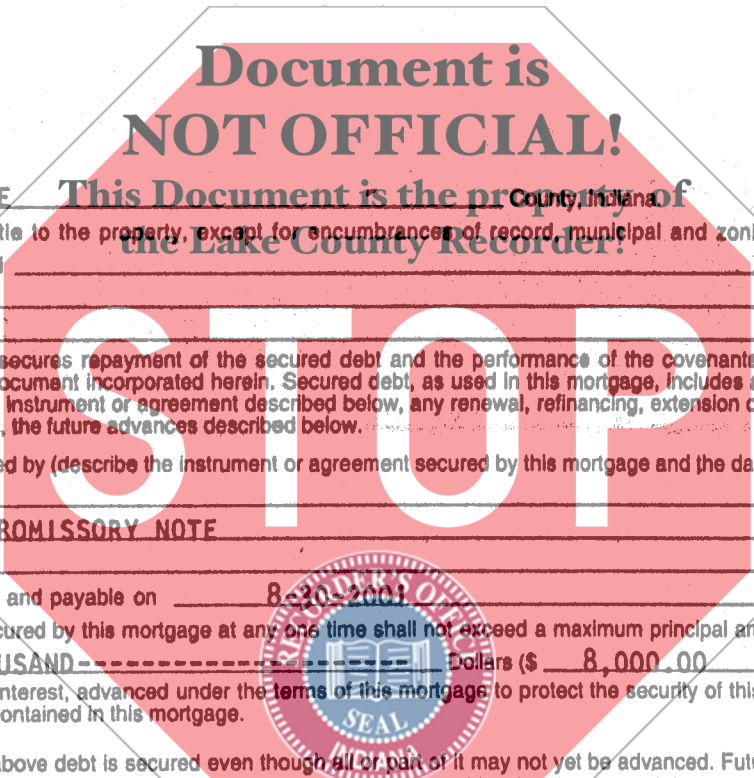 Document is
NOT OFFICIAL!
This Document is the property of
the Lake County Recorder!
STOP
E County, Indiana.
tle to the property, except for encumbrances of record, municipal and zoni
secures repayment of the secured debt and the performance of the covenants
ocument incorporated herein. Secured debt, as used in this mortgage, includes
instrument or agreement described below, any renewal, refinancing, extension o
the future advances described below.
ed by (describe the instrument or agreement secured by this mortgage and the da
ROMISSORY NOTE
and payable on 8-30-2001
cured by this mortgage at any one time shall not exceed a maximum principal am
USAND-------------------- Dollars ($ 8,000.00
nterest, advanced under the terms of this mortgage to protect the security of this
ontained in this mortgage.
above debt is secured even though all or part of it may not yet be advanced. Fut
SEAL
INDIANA